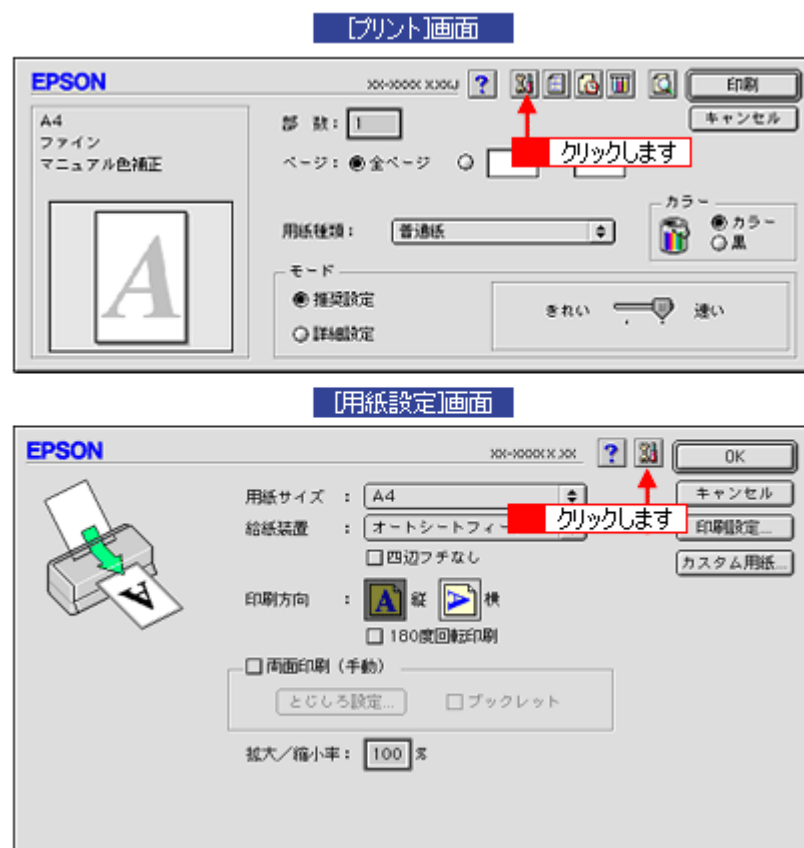 [プリント]画面
EPSON
XX-XXXX X.XXJ ?
印刷
A4
ファイン
マニュアル色補正
部 数: 1
キャンセル
クリックします
ページ: 全ページ
用紙種類: 普通紙
カラー
カラー
黒
A
モード
推奨設定
詳細設定
きれい 速い
[用紙設定]画面
EPSON
XX-XXXX X.XX ?
OK
用紙サイズ : A4
キャンセル
給紙装置 : オートシートフィー
クリックします
印刷設定...
四辺フチなし
カスタム用紙...
印刷方向 : A 縦 A 横
180度回転印刷
A
両面印刷(手動)
とじしろ設定... ブックレット
拡大/縮小率: 100 %